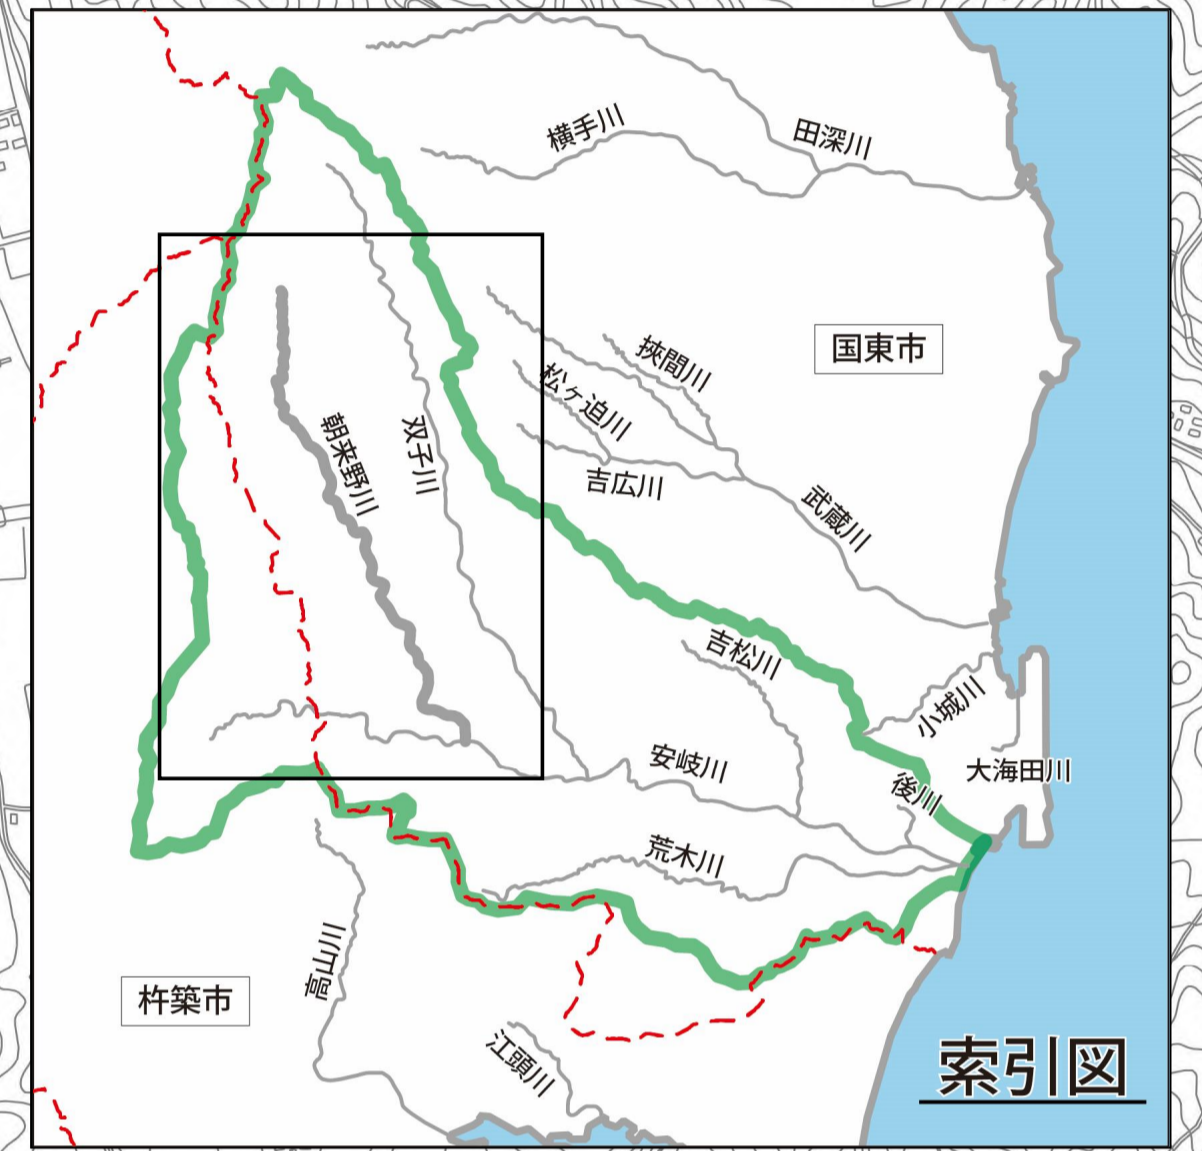 横手川
田深川
国東市
挾間川
松ヶ迫川
朝来野川
双子川
吉広川
武蔵川
吉松川
小城川
安岐川
大海田川
後川
荒木川
高山川
杵築市
江頭川
索引図